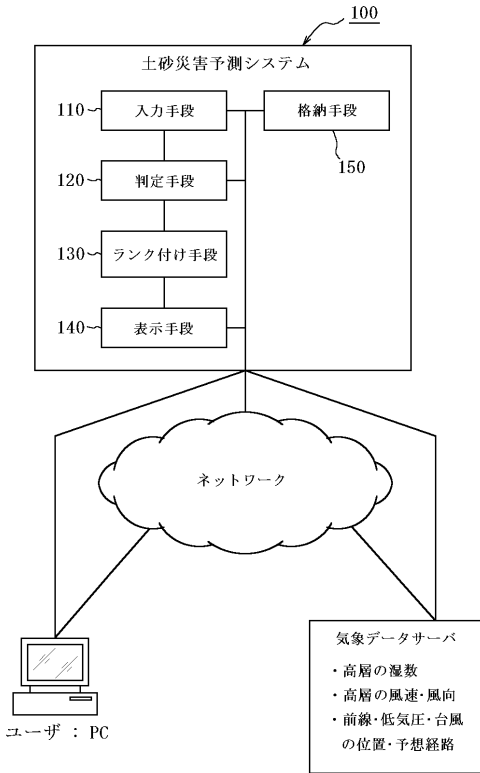 100
土砂災害予測システム
110
入力手段
格納手段
150
120
判定手段
130
ランク付け手段
140
表示手段
ネットワーク
気象データサーバ
・高層の湿数
・高層の風速・風向
・前線・低気圧・台風
の位置・予想経路
ユーザ：PC